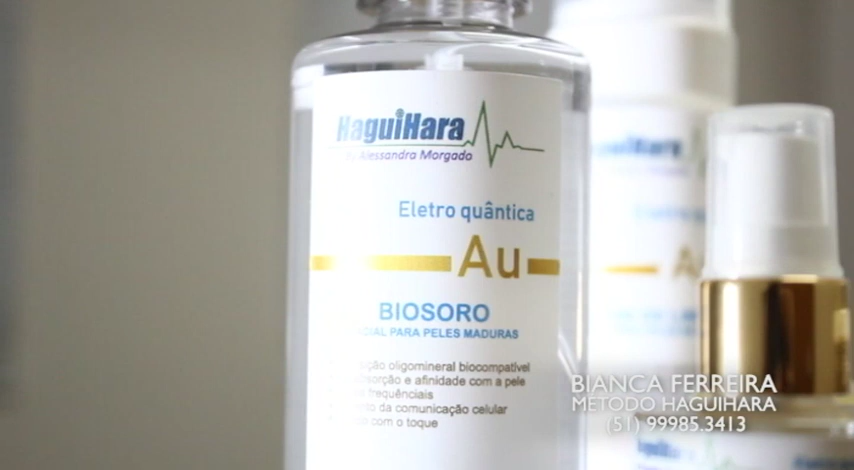 HaguiHara
Alessandra Morgado
Eletro quântica
Au
BIOSORO
PARA PELES MADURAS
oligomineral biocompatível
e afinidade com a pele
frequênciais
da comunicação celular
com o toque
HaguiHara
BIANCA FERREIRA
MÉTODO HAGUIHARA
(51) 99985.3413